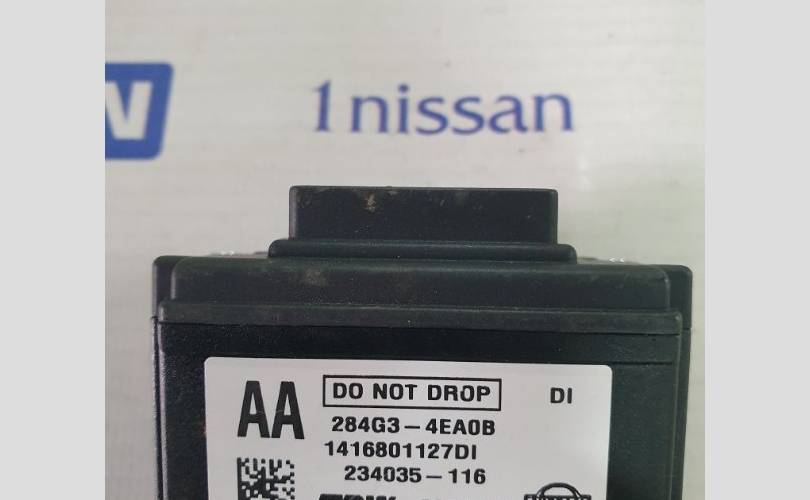 N
1nissan
AA
DO NOT DROP
DI
284G3-4EA0B
1416801127DI
234035-116